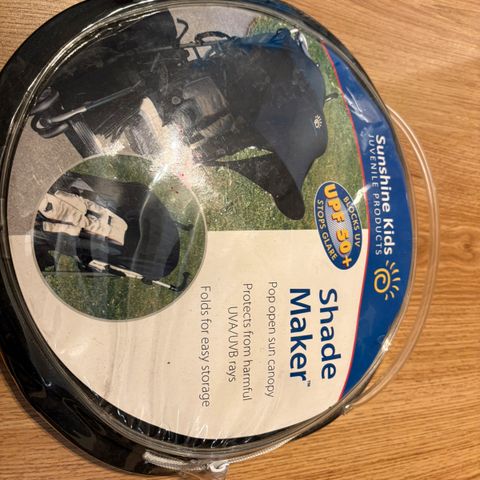 Sunshine Kids
JUVENILE PRODUCTS
BLOCKS UV
UPF 50+
STOPS GLARE
Shade
Maker™
Pop open sun canopy
Protects from harmful
UVA/UVB rays
Folds for easy storage